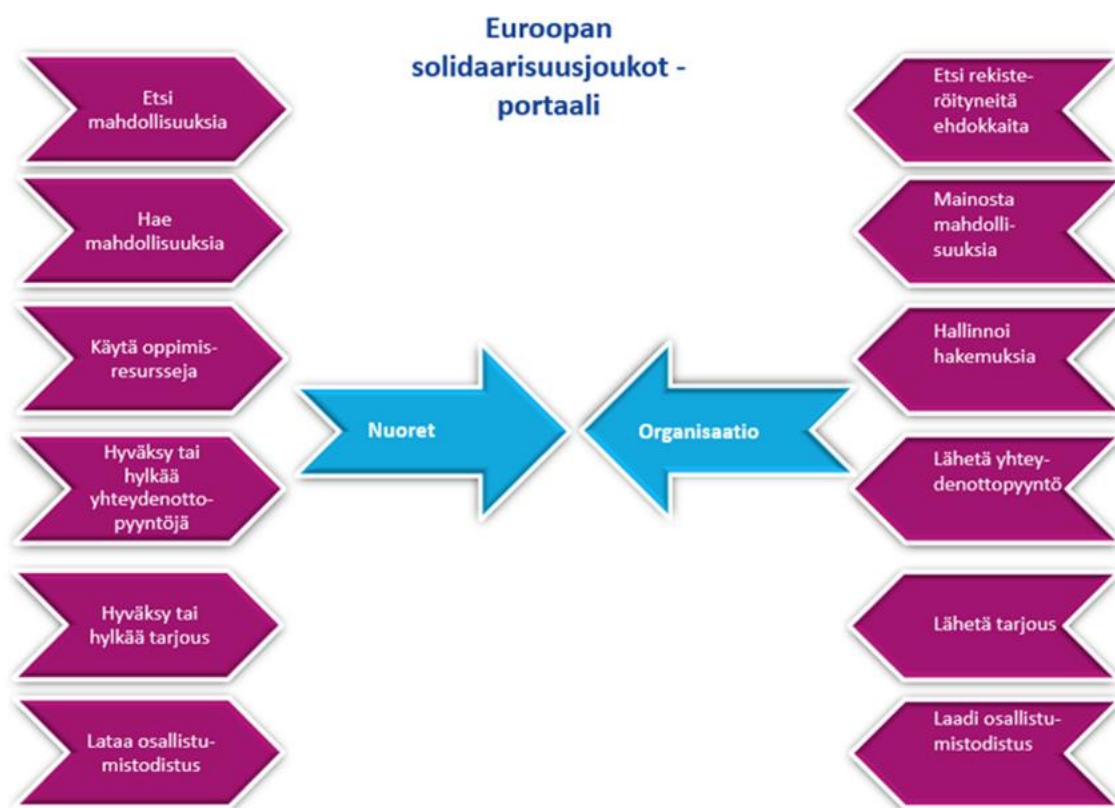 Euroopan
solidaarisuusjoukot -
portaali
Etsi
mahdollisuuksia
Hae
mahdollisuuksia
Käytä oppimis-
resursseja
Hyväksy tai
hylkää
yhteydenotto-
pyyntöjä
Hyväksy tai
hylkää tarjous
Lataa osallistu-
mistodistus
Nuoret
Organisaatio
Etsi rekiste-
röityneitä
ehdokkaita
Mainosta
mahdolli-
suuksia
Hallinnoi
hakemuksia
Lähetä yhtey-
denottopyyntö
Lähetä tarjous
Laadi osallistu-
mistodistus